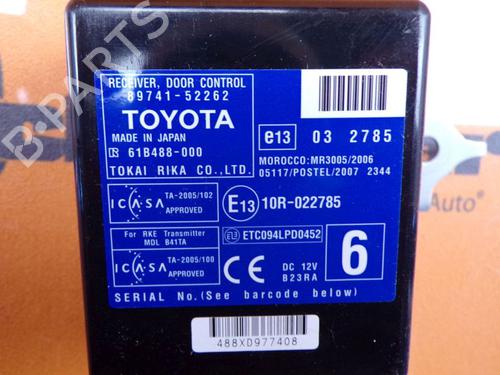 RECEIVER, DOOR CONTROL
89741-52262
TOYOTA
MADE IN JAPAN
61B488-000
TOKAI RIKA CO.,LTD.
e13 03 2785
MOROCCO:MR3005/2006
05117/POSTEL/2007 2344
ICASA TA-2005/102
APPROVED
E13 10R-022785
For RKE Transmitter
MDL B41TA
ETC094LPD0452
ICASA TA-2005/100
APPROVED
CE
DC 12V
B23RA
6
SERIAL No.(See barcode below)
488XD977408
B-PARTS
Auto®